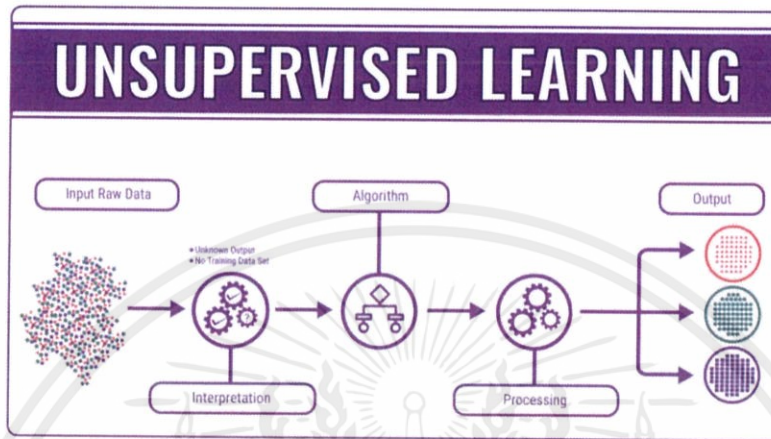 UNSUPERVISED LEARNING
Input Raw Data
Algorithm
Output
• Unknown Output
• No Training Data Set
Interpretation
Processing